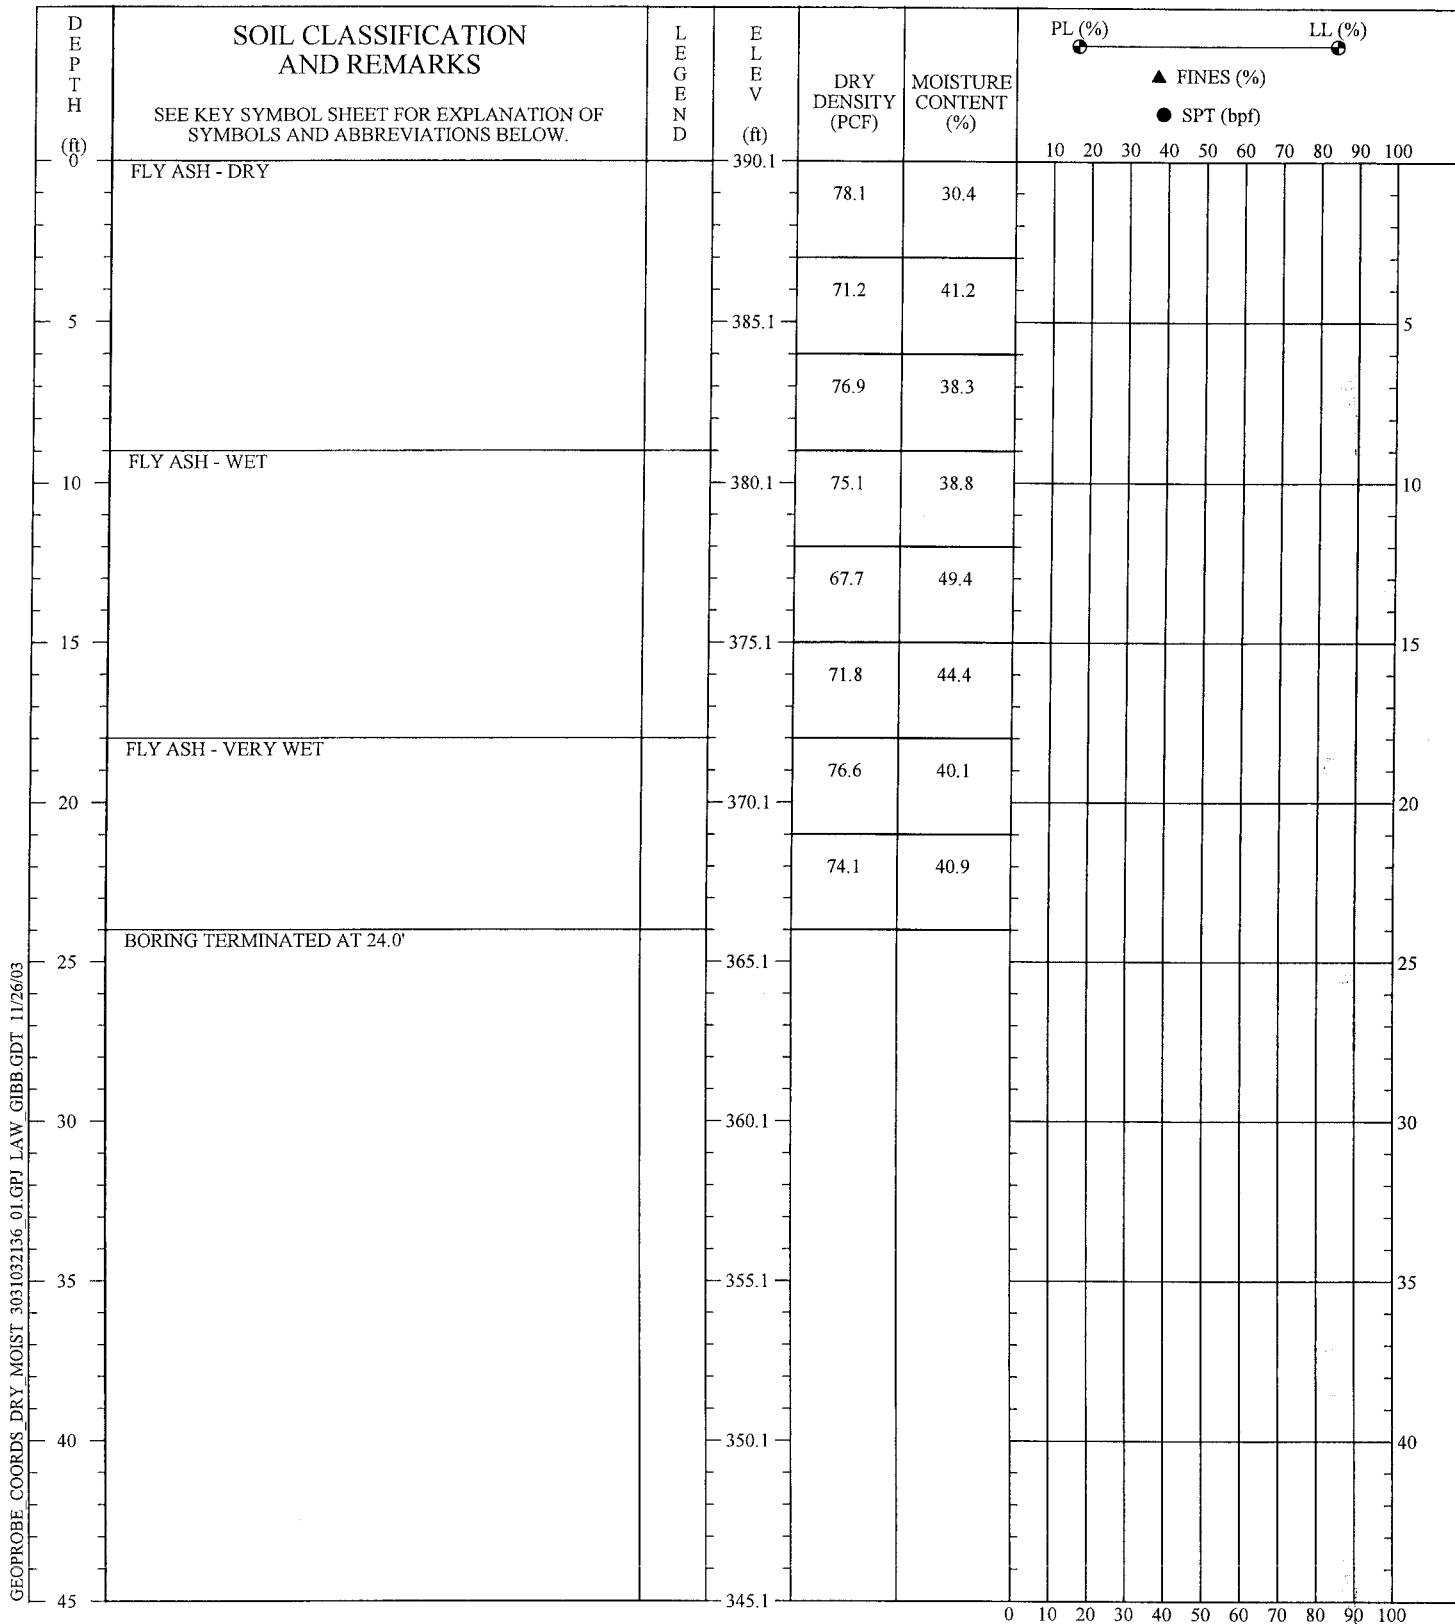 DEPTH
(ft)
SOIL CLASSIFICATION
AND REMARKS
SEE KEY SYMBOL SHEET FOR EXPLANATION OF
SYMBOLS AND ABBREVIATIONS BELOW.
LEGEND
ELEV
(ft)
DRY
DENSITY
(PCF)
MOISTURE
CONTENT
(%)
PL (%) LL (%)
▲ FINES (%)
● SPT (bpf)
10 20 30 40 50 60 70 80 90 100
0 390.1
FLY ASH - DRY
78.1 30.4
71.2 41.2
5 385.1 5
76.9 38.3
FLY ASH - WET
10 380.1 75.1 38.8 10
67.7 49.4
15 375.1 15
71.8 44.4
FLY ASH - VERY WET
76.6 40.1
20 370.1 20
74.1 40.9
BORING TERMINATED AT 24.0'
25 365.1 25
30 360.1 30
35 355.1 35
40 350.1 40
45 345.1
0 10 20 30 40 50 60 70 80 90 100
GEOPROBE_COORDS_DRY_MOIST 3031032136_01.GPJ LAW_GIBB.GDT 11/26/03